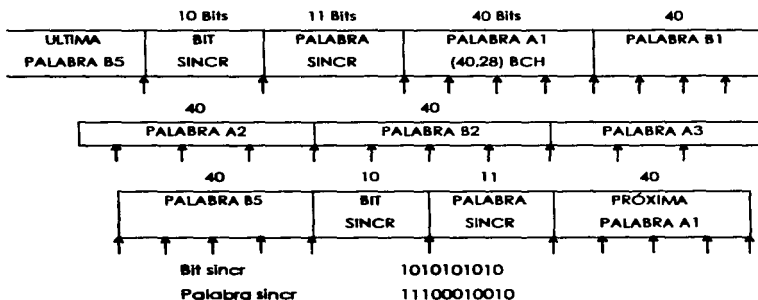 10 Bits 11 Bits 40 Bits 40
ULTIMA BIT PALABRA PALABRA A1 PALABRA B1
PALABRA B5 SINCR SINCR (40,28) BCH
40 40
PALABRA A2 PALABRA B2 PALABRA A3
40 10 11 40
PALABRA B5 BIT PALABRA PRÓXIMA
SINCR SINCR PALABRA A1
Bit sincr 1010101010
Palabra sincr 11100010010